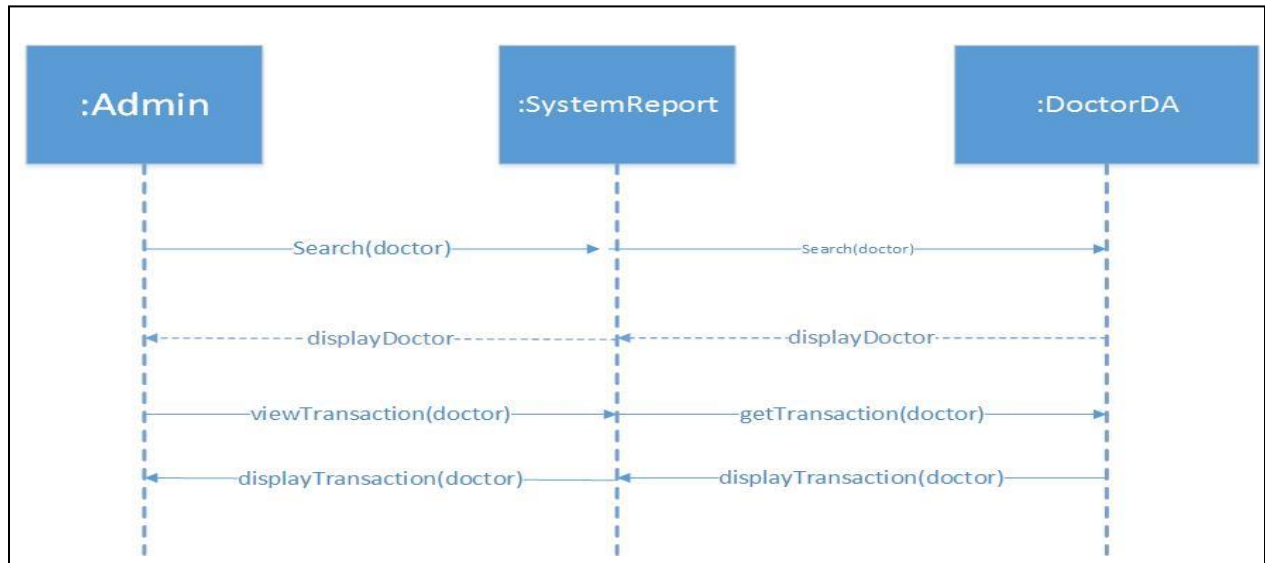 :Admin
:SystemReport
:DoctorDA
Search(doctor)
Search(doctor)
displayDoctor
displayDoctor
viewTransaction(doctor)
getTransaction(doctor)
displayTransaction(doctor)
displayTransaction(doctor)